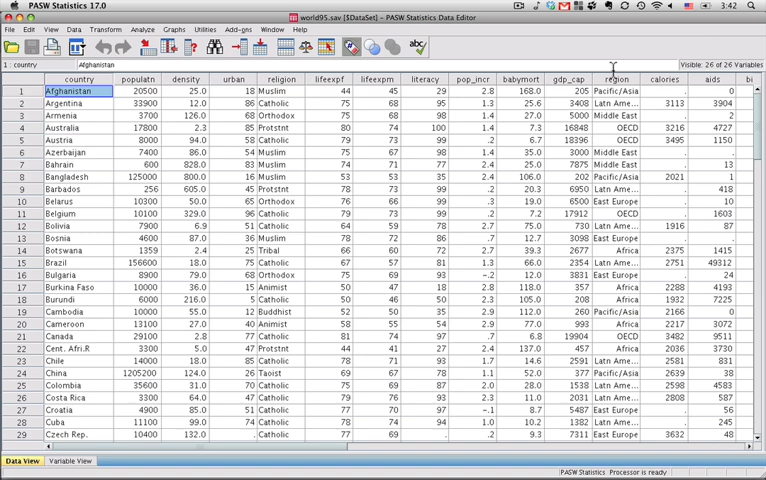 PASW Statistics 17.0
Mon 3:42
world95.sav [$DataSet] - PASW Statistics Data Editor
File Edit View Data Transform Analyze Graphs Utilities Add-ons Window Help
1 : country Afghanistan Visible: 26 of 26 Variables
country populatn density urban religion lifeexpf lifeexpm literacy pop_incr babymort gdp_cap region calories aids bi
1 Afghanistan 20500 25.0 18 Muslim 44 45 29 2.8 168.0 205 Pacific/Asia . 0
2 Argentina 33900 12.0 86 Catholic 75 68 95 1.3 25.6 3408 Latn Ame... 3113 3904
3 Armenia 3700 126.0 68 Orthodox 75 68 98 1.4 27.0 5000 Middle East . 2
4 Australia 17800 2.3 85 Protstnt 80 74 100 1.4 7.3 16848 OECD 3216 4727
5 Austria 8000 94.0 58 Catholic 79 73 99 .2 6.7 18396 OECD 3495 1150
6 Azerbaijan 7400 86.0 54 Muslim 75 67 98 1.4 35.0 3000 Middle East . .
7 Bahrain 600 828.0 83 Muslim 74 71 77 2.4 25.0 7875 Middle East . 13
8 Bangladesh 125000 800.0 16 Muslim 53 53 35 2.4 106.0 202 Pacific/Asia 2021 1
9 Barbados 256 605.0 45 Protstnt 78 73 99 .2 20.3 6950 Latn Ame... . 418
10 Belarus 10300 50.0 65 Orthodox 76 66 99 .3 19.0 6500 East Europe . 10
11 Belgium 10100 329.0 96 Catholic 79 73 99 .2 7.2 17912 OECD . 1603
12 Bolivia 7900 6.9 51 Catholic 64 59 78 2.7 75.0 730 Latn Ame... 1916 87
13 Bosnia 4600 87.0 36 Muslim 78 72 86 .7 12.7 3098 East Europe . .
14 Botswana 1359 2.4 25 Tribal 66 60 72 2.7 39.3 2677 Africa 2375 1415
15 Brazil 156600 18.0 75 Catholic 67 57 81 1.3 66.0 2354 Latn Ame... 2751 49312
16 Bulgaria 8900 79.0 68 Orthodox 75 69 93 -.2 12.0 3831 East Europe . 24
17 Burkina Faso 10000 36.0 15 Animist 50 47 18 2.8 118.0 357 Africa 2288 4193
18 Burundi 6000 216.0 5 Catholic 50 46 50 2.3 105.0 208 Africa 1932 7225
19 Cambodia 10000 55.0 12 Buddhist 52 50 35 2.9 112.0 260 Pacific/Asia 2166 0
20 Cameroon 13100 27.0 40 Animist 58 55 54 2.9 77.0 993 Africa 2217 3072
21 Canada 29100 2.8 77 Catholic 81 74 97 .7 6.8 19904 OECD 3482 9511
22 Cent. Afri.R 3300 5.0 47 Protstnt 44 41 27 2.4 137.0 457 Africa 2036 3730
23 Chile 14000 18.0 85 Catholic 78 71 93 1.7 14.6 2591 Latn Ame... 2581 831
24 China 1205200 124.0 26 Taoist 69 67 78 1.1 52.0 377 Pacific/Asia 2639 38
25 Colombia 35600 31.0 70 Catholic 75 69 87 2.0 28.0 1538 Latn Ame... 2598 4583
26 Costa Rica 3300 64.0 47 Catholic 79 76 93 2.3 11.0 2031 Latn Ame... 2808 587
27 Croatia 4900 85.0 51 Catholic 77 70 97 -.1 8.7 5487 East Europe . 56
28 Cuba 11100 99.0 74 Catholic 78 74 94 1.0 10.2 1382 Latn Ame... . 245
29 Czech Rep. 10400 132.0 . Catholic 77 69 . .2 9.3 7311 East Europe 3632 48
Data View Variable View
PASW Statistics Processor is ready